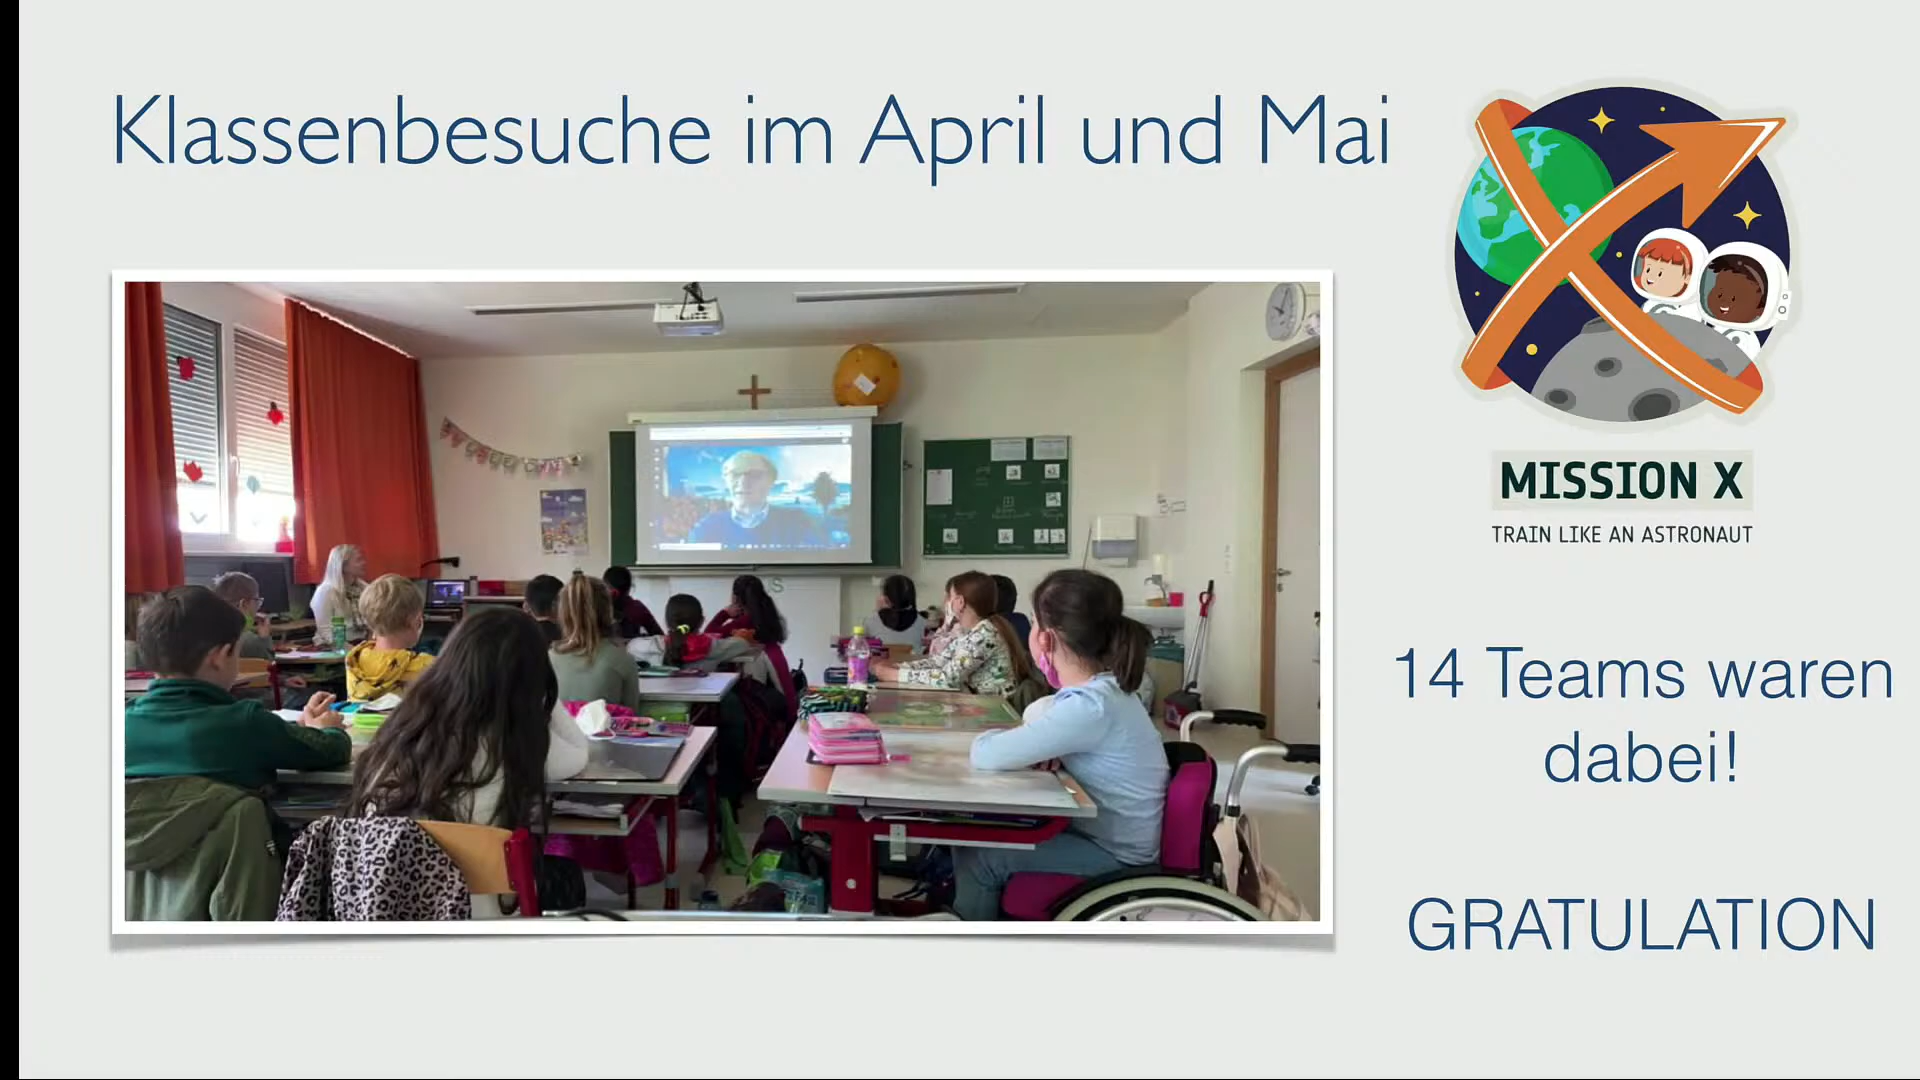 Klassenbesuche im April und Mai
MISSION X
TRAIN LIKE AN ASTRONAUT
14 Teams waren
dabei!
GRATULATION